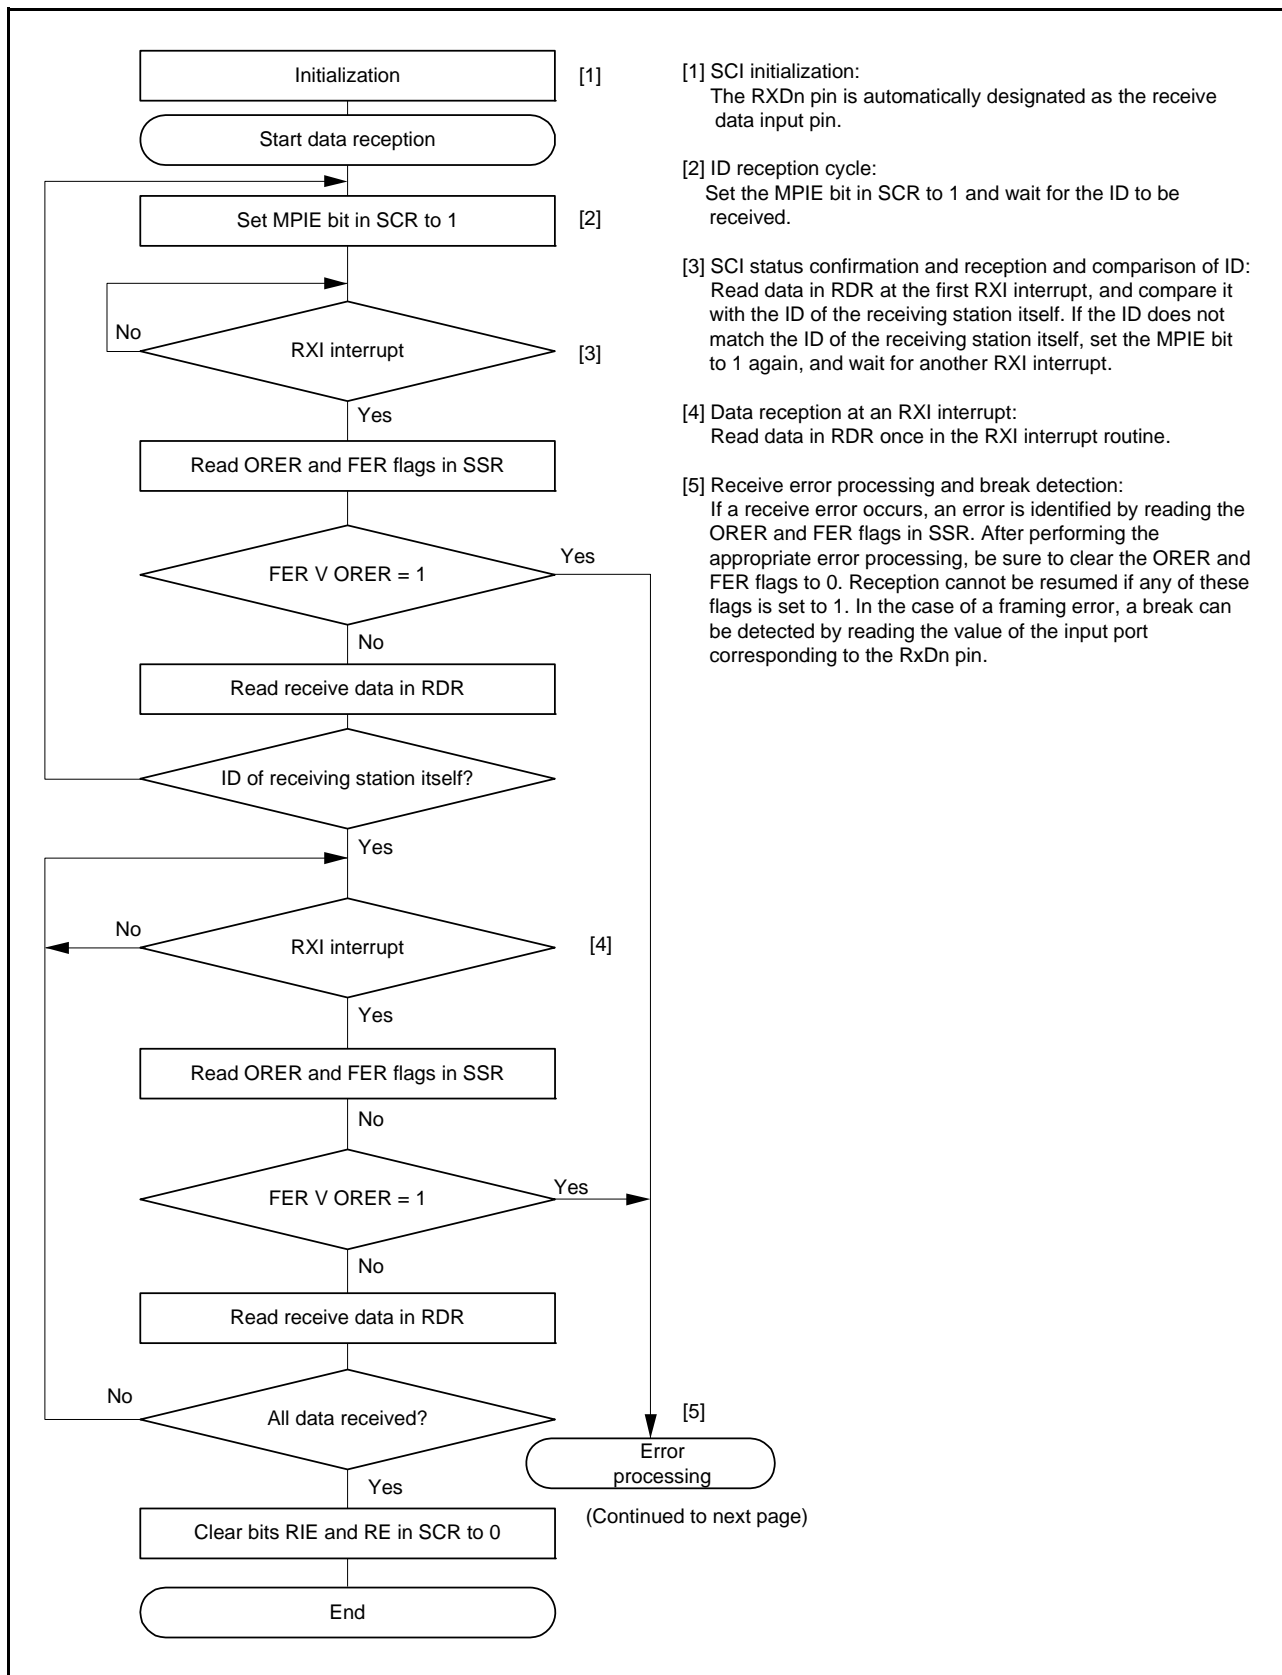 Initialization
[1]
Start data reception
Set MPIE bit in SCR to 1
[2]
No
RXI interrupt
[3]
Yes
Read ORER and FER flags in SSR
Yes
FER V ORER = 1
No
Read receive data in RDR
ID of receiving station itself?
Yes
No
RXI interrupt
[4]
Yes
Read ORER and FER flags in SSR
No
FER V ORER = 1
Yes
No
Read receive data in RDR
No
All data received?
[5]
Error
processing
Yes
(Continued to next page)
Clear bits RIE and RE in SCR to 0
End
[1] SCI initialization:
The RXDn pin is automatically designated as the receive
data input pin.
[2] ID reception cycle:
Set the MPIE bit in SCR to 1 and wait for the ID to be
received.
[3] SCI status confirmation and reception and comparison of ID:
Read data in RDR at the first RXI interrupt, and compare it
with the ID of the receiving station itself. If the ID does not
match the ID of the receiving station itself, set the MPIE bit
to 1 again, and wait for another RXI interrupt.
[4] Data reception at an RXI interrupt:
Read data in RDR once in the RXI interrupt routine.
[5] Receive error processing and break detection:
If a receive error occurs, an error is identified by reading the
ORER and FER flags in SSR. After performing the
appropriate error processing, be sure to clear the ORER and
FER flags to 0. Reception cannot be resumed if any of these
flags is set to 1. In the case of a framing error, a break can
be detected by reading the value of the input port
corresponding to the RxDn pin.